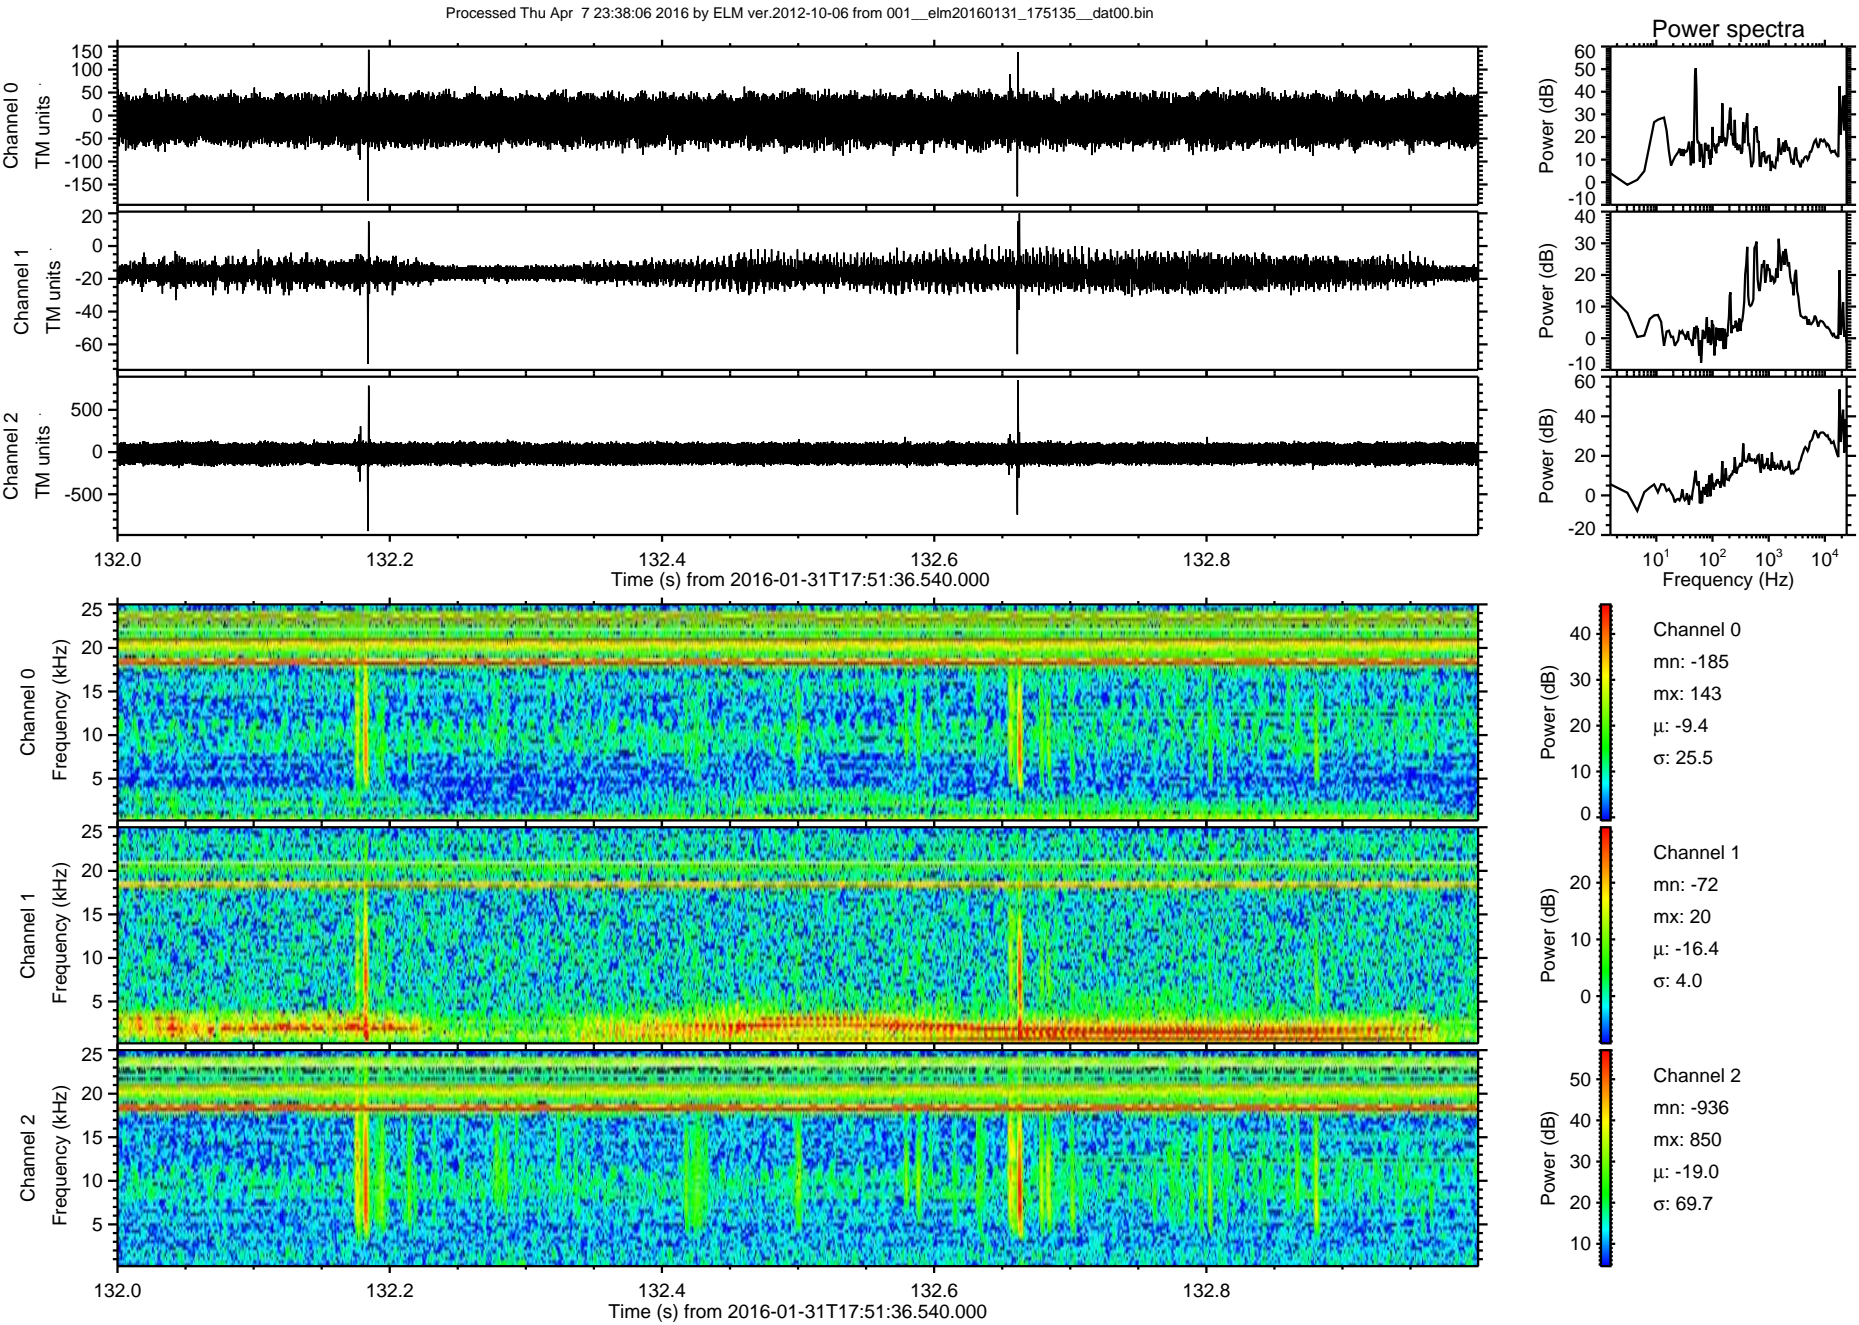 Processed Thu Apr  7 23:38:06 2016 by ELM ver.2012-10-06 from 001__elm20160131_175135__dat00.bin
Power spectra
Channel 0
TM units
150
100
50
0
-50
-100
-150
Power (dB)
60
50
40
30
20
10
0
-10
Channel 1
TM units
20
0
-20
-40
-60
Power (dB)
40
30
20
10
0
-10
Channel 2
TM units
500
0
-500
Power (dB)
60
40
20
0
-20
132.0 132.2 132.4 132.6 132.8
Time (s) from 2016-01-31T17:51:36.540.000
10¹ 10² 10³ 10⁴
Frequency (Hz)
Channel 0
Frequency (kHz)
25
20
15
10
5
Power (dB)
40
30
20
10
0
Channel 0
mn: -185
mx: 143
µ: -9.4
σ: 25.5
Channel 1
Frequency (kHz)
25
20
15
10
5
Power (dB)
20
10
0
Channel 1
mn: -72
mx: 20
µ: -16.4
σ: 4.0
Channel 2
Frequency (kHz)
25
20
15
10
5
Power (dB)
50
40
30
20
10
Channel 2
mn: -936
mx: 850
µ: -19.0
σ: 69.7
132.0 132.2 132.4 132.6 132.8
Time (s) from 2016-01-31T17:51:36.540.000